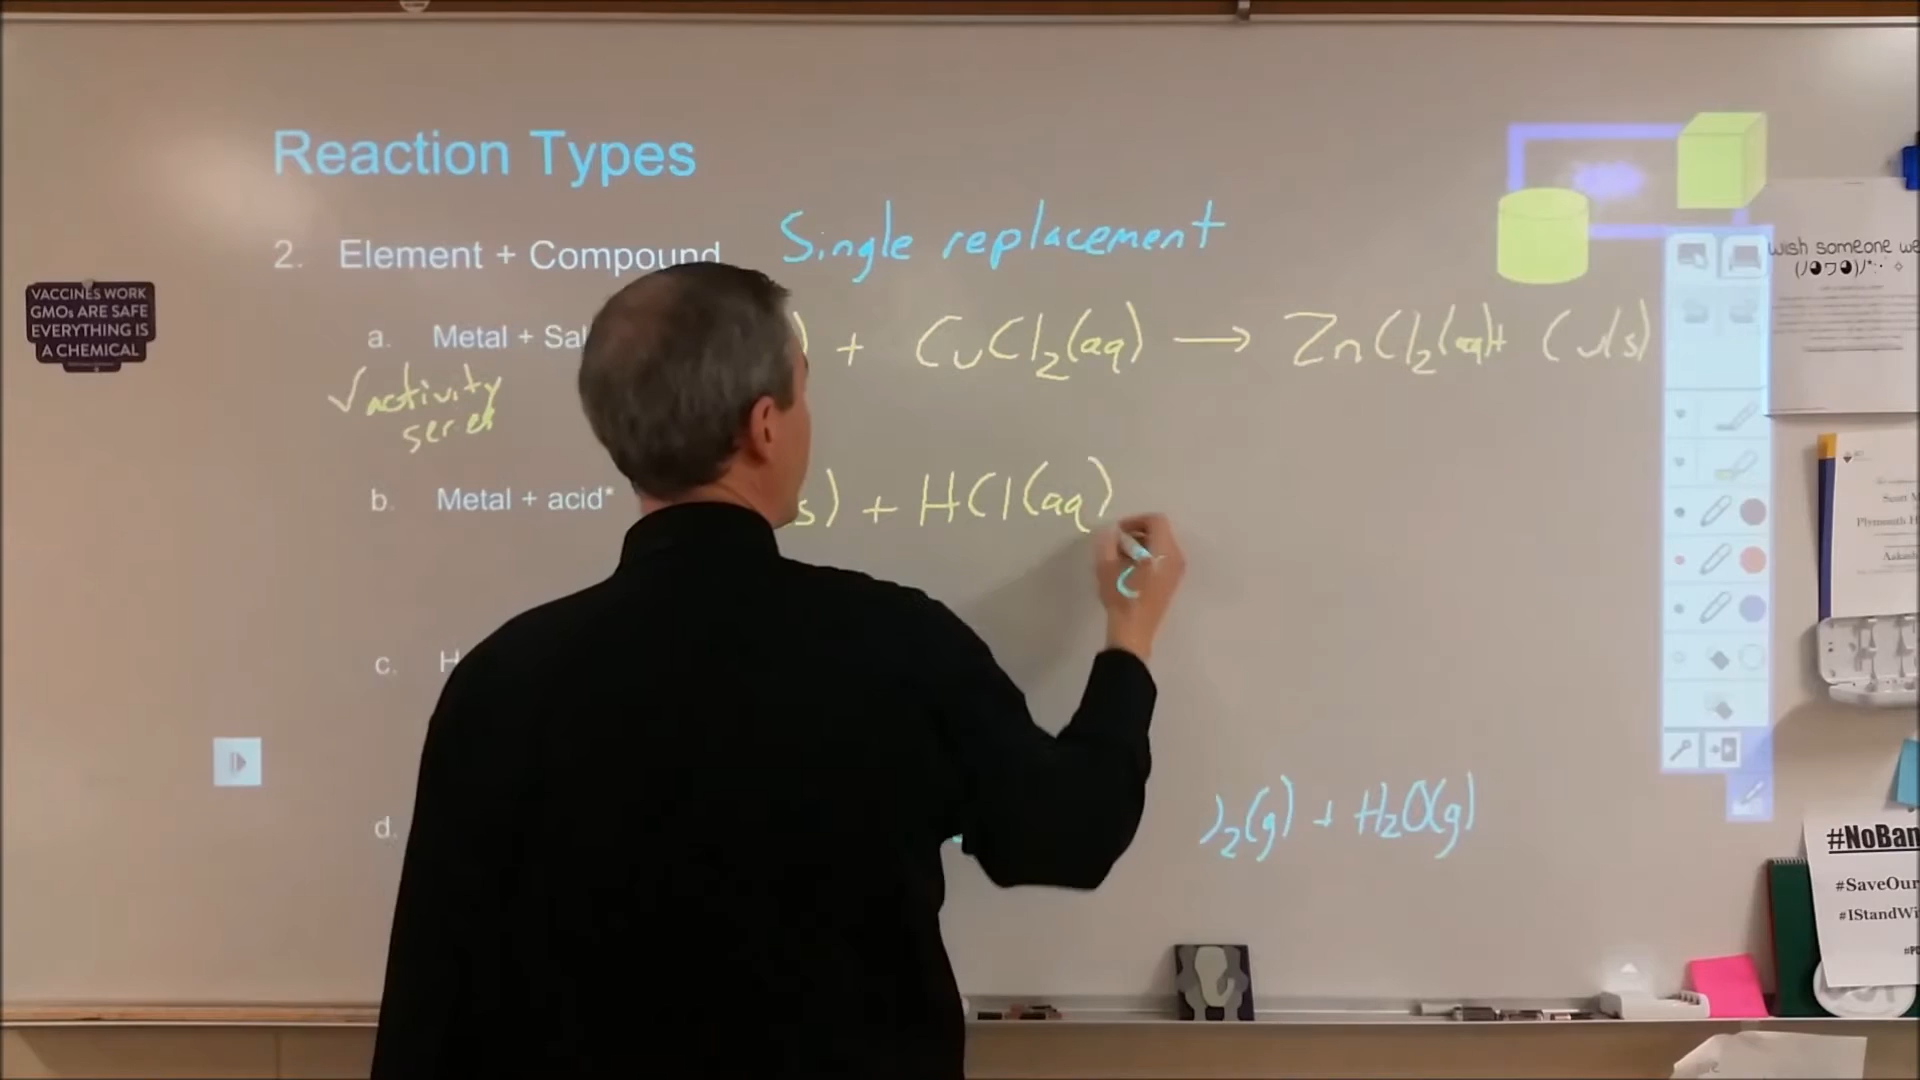 Reaction Types
2. Element + Compound
Single replacement
a. Metal + Sal
) + CuCl₂(aq) → ZnCl₂(aq)+ Cu(s)
√ activity
series
b. Metal + acid*
s) + HCl(aq)
c. H
d.
₂(g) + H₂O(g)
VACCINES WORK
GMOs ARE SAFE
EVERYTHING IS
A CHEMICAL
wish someone we
Plymouth H
#NoBan
#SaveOur
#IStandWi